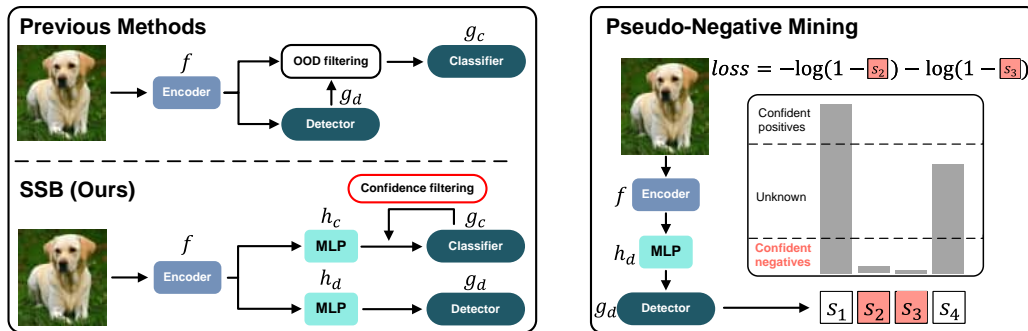 Previous Methods
f
Encoder
OOD filtering
g_d
Detector
g_c
Classifier
SSB (Ours)
f
Encoder
Confidence filtering
h_c
MLP
g_c
Classifier
h_d
MLP
g_d
Detector
Pseudo-Negative Mining
loss = −log(1 − s_2) − log(1 − s_3)
Confident
positives
Unknown
Confident
negatives
f
Encoder
h_d
MLP
g_d
Detector
s_1 s_2 s_3 s_4